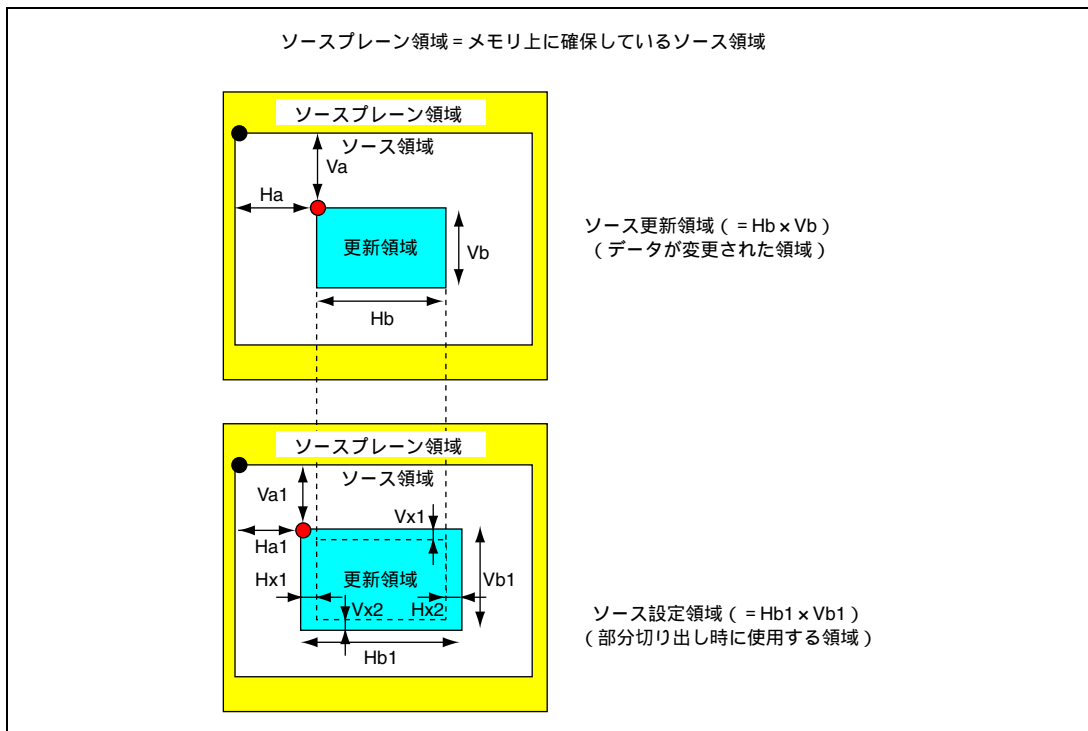 ソースプレーン領域＝メモリ上に確保しているソース領域
ソースプレーン領域
ソース領域
Va
Ha
更新領域
Vb
Hb
ソース更新領域（＝Hb×Vb）
（データが変更された領域）
ソースプレーン領域
ソース領域
Va1
Vx1
Ha1
Hx1
更新領域
Vb1
Vx2
Hx2
Hb1
ソース設定領域（＝Hb1×Vb1）
（部分切り出し時に使用する領域）